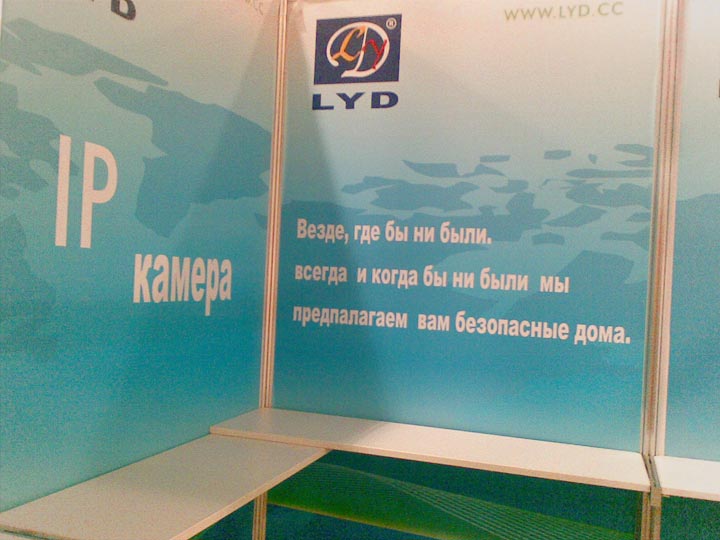 WWW.LYD.CC
LYD
LYD
IP
камера
Везде, где бы ни были.
всегда и когда бы ни были мы
предпалагаем вам безопасные дома.